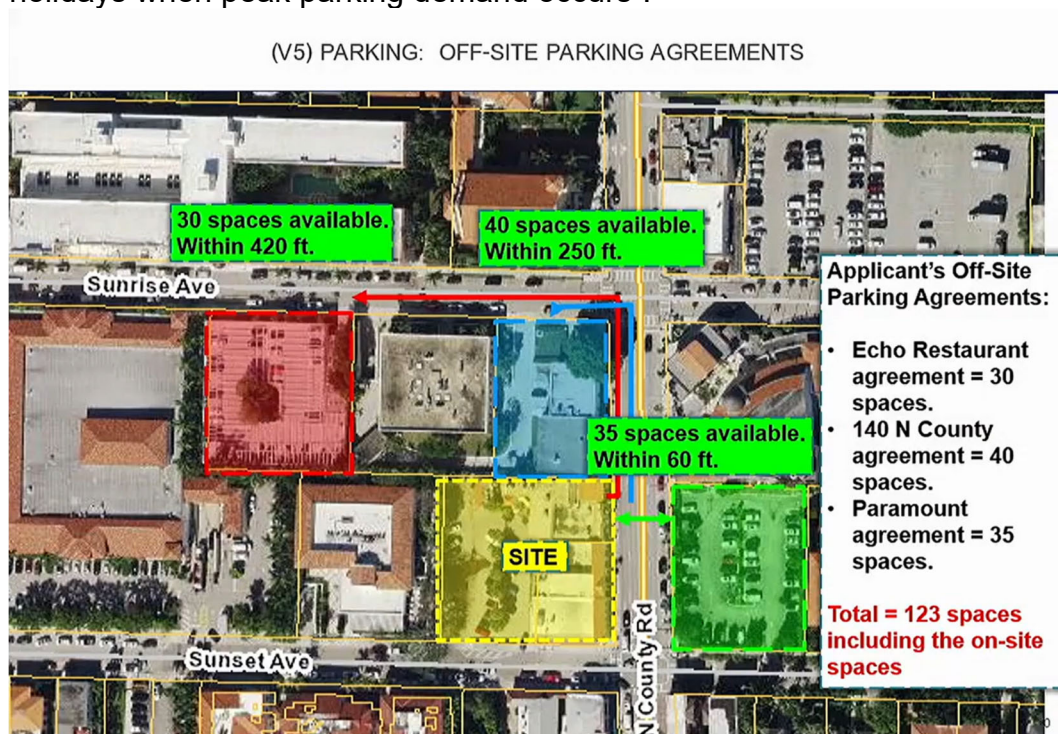 holidays when peak parking demand occurs".
(V5) PARKING: OFF-SITE PARKING AGREEMENTS
30 spaces available.
Within 420 ft.
40 spaces available.
Within 250 ft.
Sunrise Ave
Applicant's Off-Site
Parking Agreements:
• Echo Restaurant
agreement = 30
spaces.
• 140 N County
agreement = 40
spaces.
• Paramount
agreement = 35
spaces.
Total = 123 spaces
including the on-site
spaces
35 spaces available.
Within 60 ft.
SITE
Sunset Ave
N County Rd